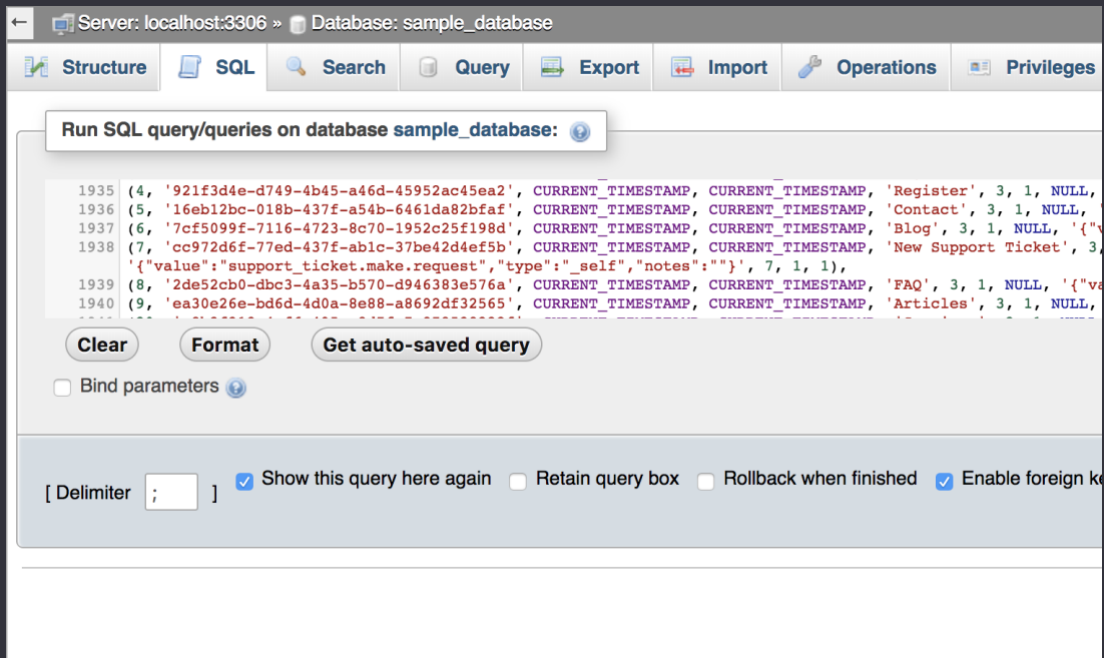 Server: localhost:3306 » Database: sample_database
Structure SQL Search Query Export Import Operations Privileges
Run SQL query/queries on database sample_database:
1935 (4, '921f3d4e-d749-4b45-a46d-45952ac45ea2', CURRENT_TIMESTAMP, CURRENT_TIMESTAMP, 'Register', 3, 1, NULL,
1936 (5, '16eb12bc-018b-437f-a54b-6461da82bfaf', CURRENT_TIMESTAMP, CURRENT_TIMESTAMP, 'Contact', 3, 1, NULL, '
1937 (6, '7cf5099f-7116-4723-8c70-1952c25f198d', CURRENT_TIMESTAMP, CURRENT_TIMESTAMP, 'Blog', 3, 1, NULL, '{"v
1938 (7, 'cc972d6f-77ed-437f-ab1c-37be42d4ef5b', CURRENT_TIMESTAMP, CURRENT_TIMESTAMP, 'New Support Ticket', 3,
'{"value":"support_ticket.make.request","type":"_self","notes":""}', 7, 1, 1),
1939 (8, '2de52cb0-dbc3-4a35-b570-d946383e576a', CURRENT_TIMESTAMP, CURRENT_TIMESTAMP, 'FAQ', 3, 1, NULL, '{"va
1940 (9, 'ea30e26e-bd6d-4d0a-8e88-a8692df32565', CURRENT_TIMESTAMP, CURRENT_TIMESTAMP, 'Articles', 3, 1, NULL,
Clear Format Get auto-saved query
Bind parameters
[ Delimiter ; ] Show this query here again Retain query box Rollback when finished Enable foreign ke